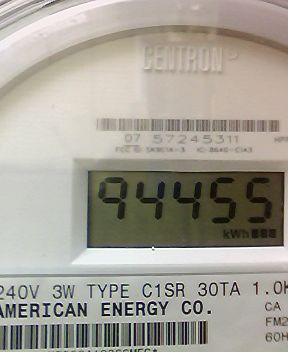 CENTRON
07 57245311
94455
kWh
240V 3W TYPE C1SR 30TA 1.0K
AMERICAN ENERGY CO. CA
FM2
60H